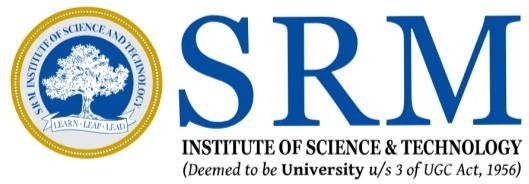 SRM INSTITUTE OF SCIENCE AND TECHNOLOGY
LEARN · LEAP · LEAD
SRM
INSTITUTE OF SCIENCE & TECHNOLOGY
(Deemed to be University u/s 3 of UGC Act, 1956)